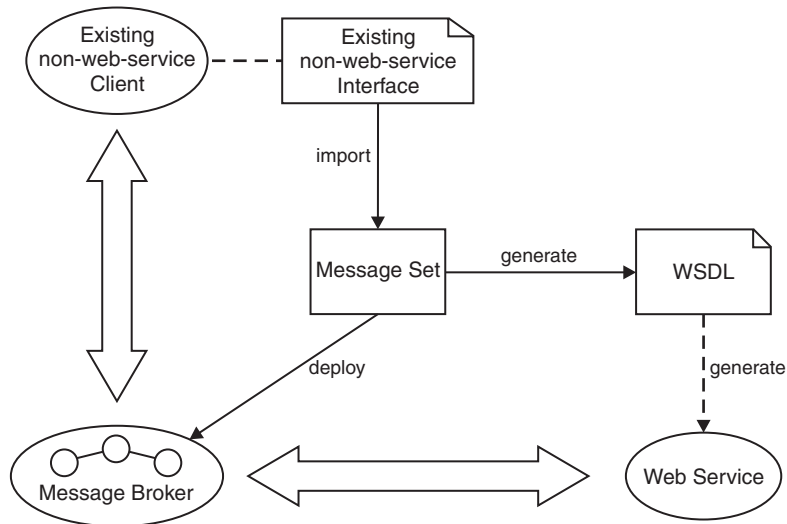 Existing
non-web-service
Client
Existing
non-web-service
Interface
import
Message Set
generate
WSDL
deploy
generate
Message Broker
Web Service